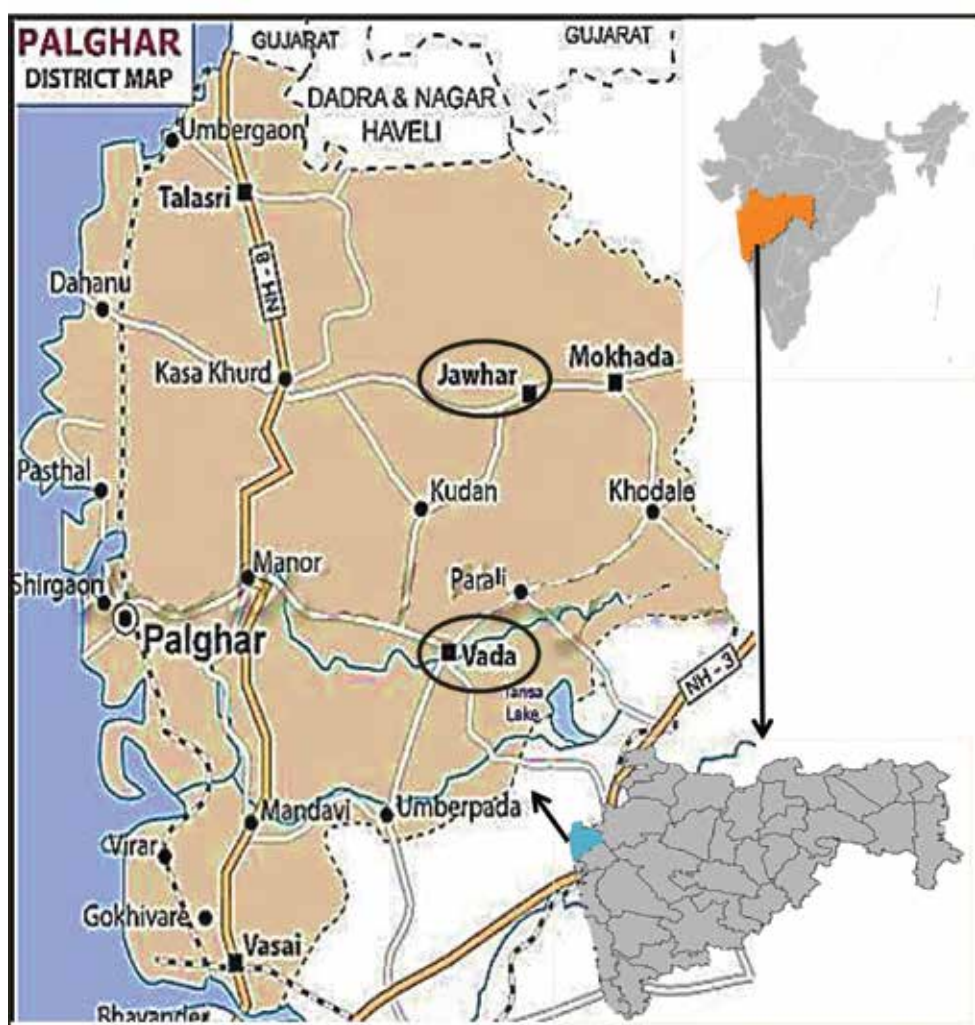 PALGHAR
DISTRICT MAP
GUJARAT
GUJARAT
DADRA & NAGAR
HAVELI
Umbergaon
Talasri
NH - 8
Dahanu
Kasa Khurd
Jawhar
Mokhada
Pasthal
Kudan
Khodale
Manor
Shirgaon
Parali
Palghar
Vada
Tansa
Lake
NH - 3
Mandavi
Umberpada
Virar
Gokhivare
Vasai
Bhayander